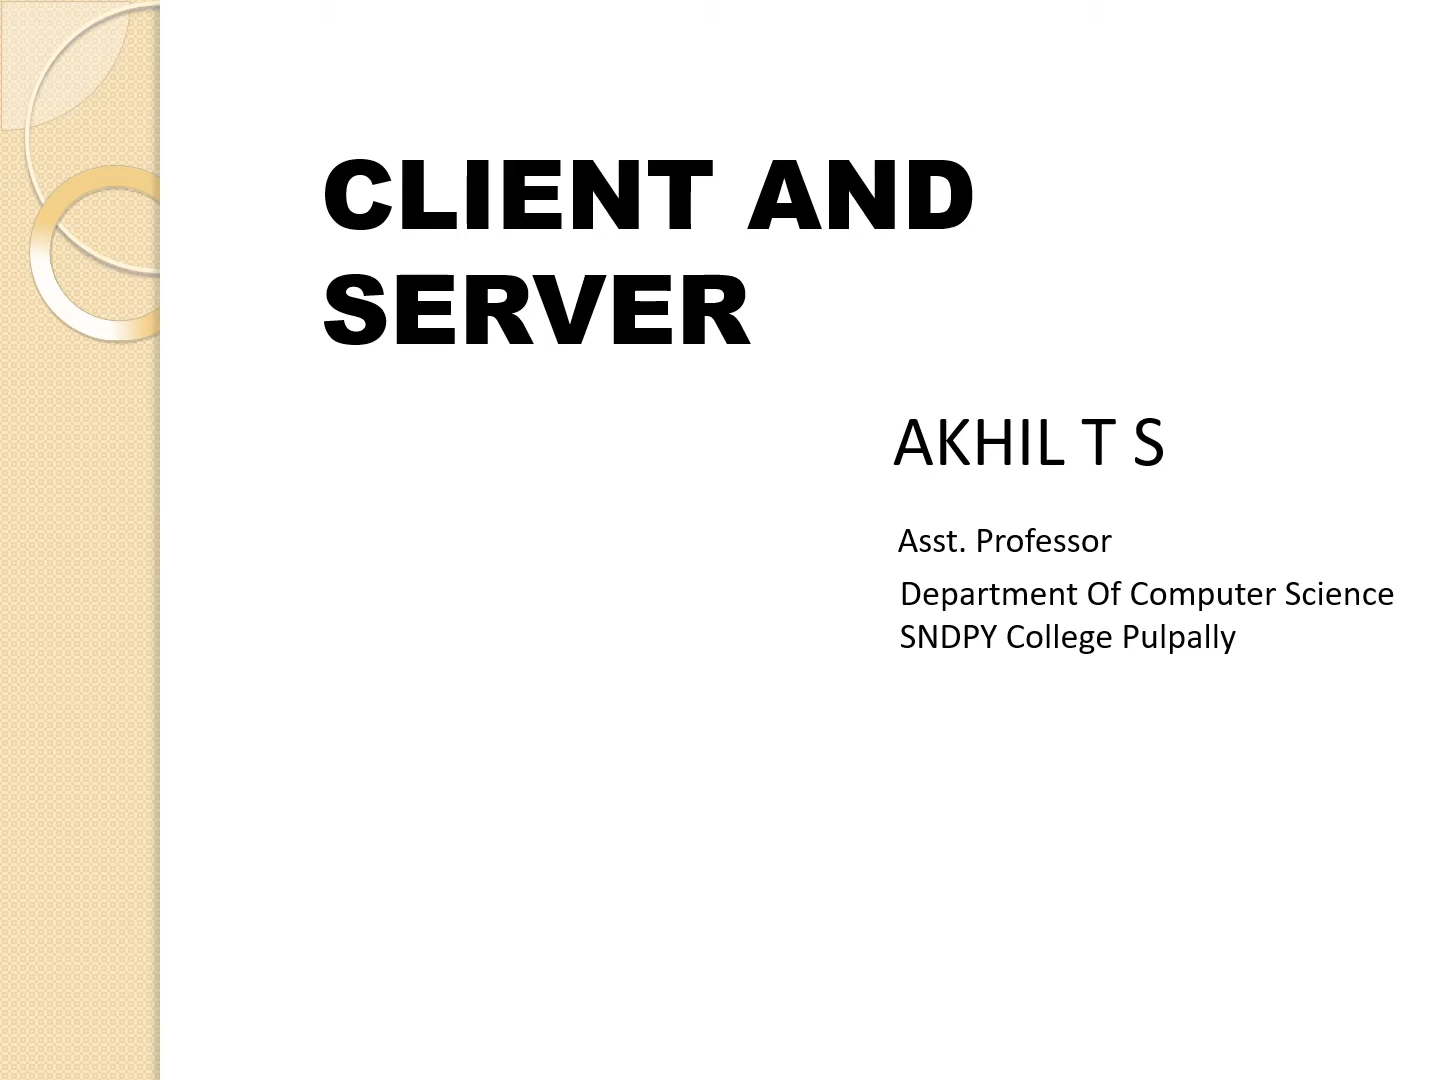 CLIENT AND
SERVER
AKHIL T S
Asst. Professor
Department Of Computer Science
SNDPY College Pulpally